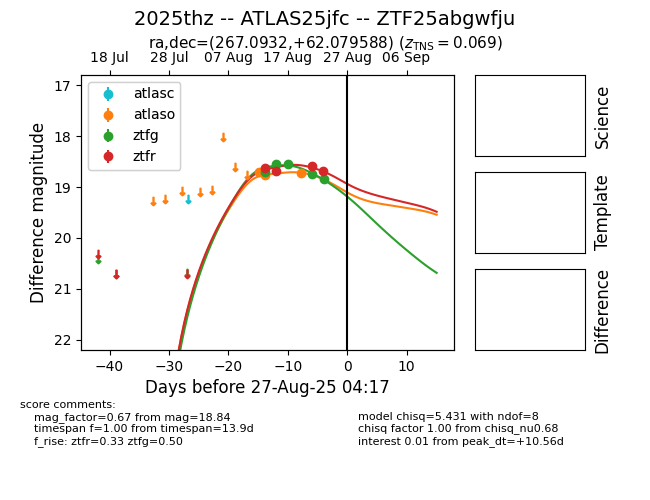 2025thz -- ATLAS25jfc -- ZTF25abgwfju
ra,dec=(267.0932,+62.079588) (z_TNS = 0.069)
18 Jul 28 Jul 07 Aug 17 Aug 27 Aug 06 Sep
atlasc
atlaso
ztfg
ztfr
17
18
19
20
21
22
Difference magnitude
−40 −30 −20 −10 0 10
Days before 27-Aug-25 04:17
Science
Template
Difference
score comments:
mag_factor=0.67 from mag=18.84
timespan f=1.00 from timespan=13.9d
f_rise: ztfr=0.33 ztfg=0.50
model chisq=5.431 with ndof=8
chisq factor 1.00 from chisq_nu0.68
interest 0.01 from peak_dt=+10.56d